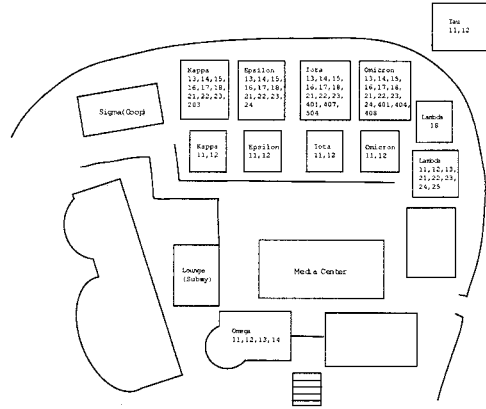 Tau
11,12
Kappa
13,14,15,
16,17,18,
21,22,23,
203
Epsilon
13,14,15,
16,17,18,
21,22,23,
24
Iota
13,14,15,
16,17,18,
21,22,23,
401,407,
504
Omicron
13,14,15,
16,17,18,
21,22,23,
24,401,404,
408
Sigma(Coop)
Lambda
18
Kappa
11,12
Epsilon
11,12
Iota
11,12
Omicron
11,12
Lambda
11,12,13,
21,22,23,
24,25
Lounge
(Subway)
Media Center
Omega
11,12,13,14